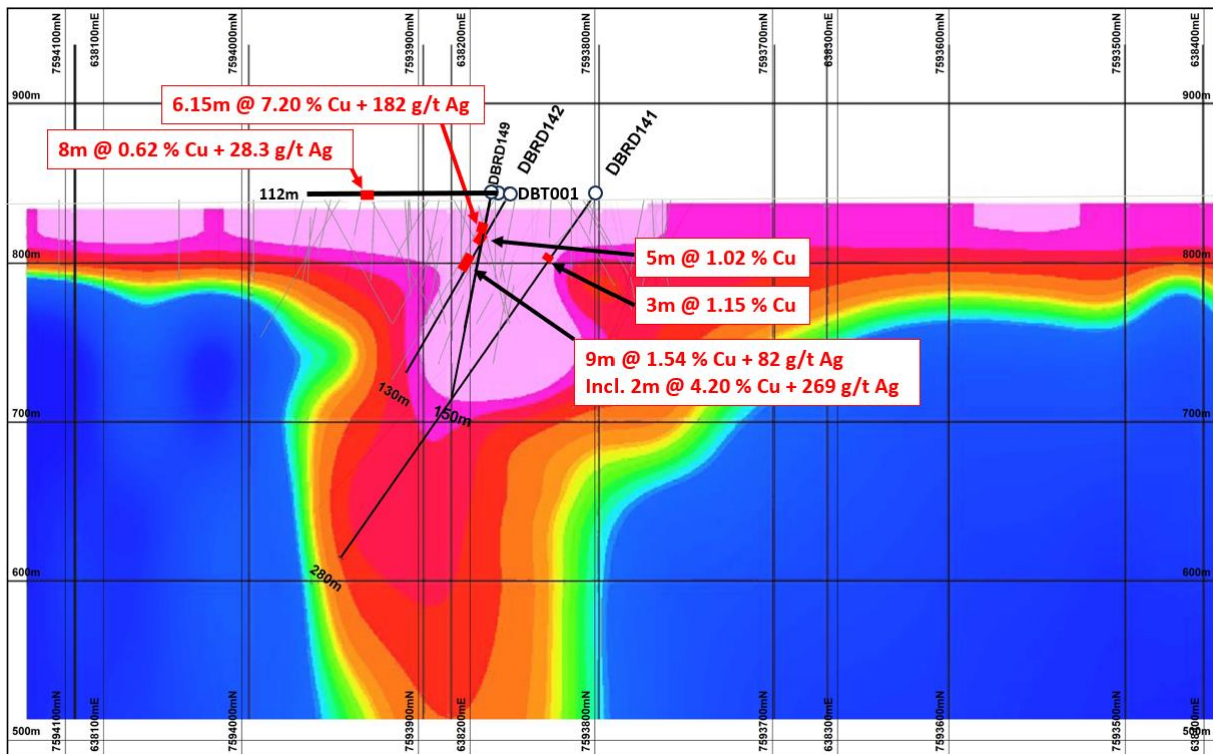 7594100mN
638100mE
7594000mN
7593900mN
638200mE
7593800mN
7593700mN
638300mE
7593600mN
7593500mN
638400mE
900m
900m
6.15m @ 7.20 % Cu + 182 g/t Ag
8m @ 0.62 % Cu + 28.3 g/t Ag
DBRD149
DBRD142
DBRD141
112m
DBT001
800m
800m
5m @ 1.02 % Cu
3m @ 1.15 % Cu
9m @ 1.54 % Cu + 82 g/t Ag
Incl. 2m @ 4.20 % Cu + 269 g/t Ag
130m
150m
700m
700m
280m
600m
600m
500m
500m
7594100mN
638100mE
7594000mN
7593900mN
638200mE
7593800mN
7593700mN
638300mE
7593600mN
7593500mN